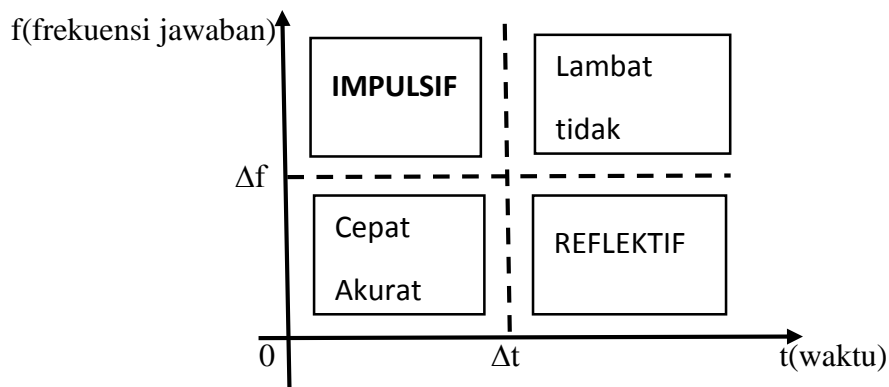 f(frekuensi jawaban)
IMPULSIF
Lambat
tidak
Δf
Cepat
Akurat
REFLEKTIF
0
Δt
t(waktu)